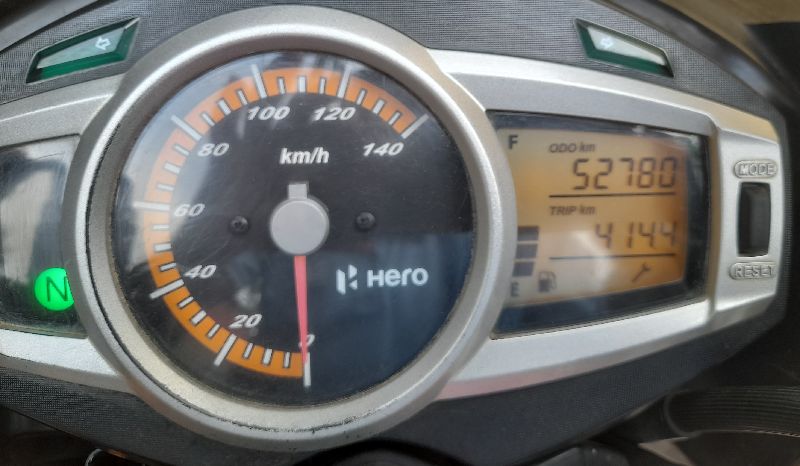 100 120
80 140
km/h
60
40
20
0
Hero
N
F
ODO km
52780
TRIP km
414.4
E
MODE
RESET